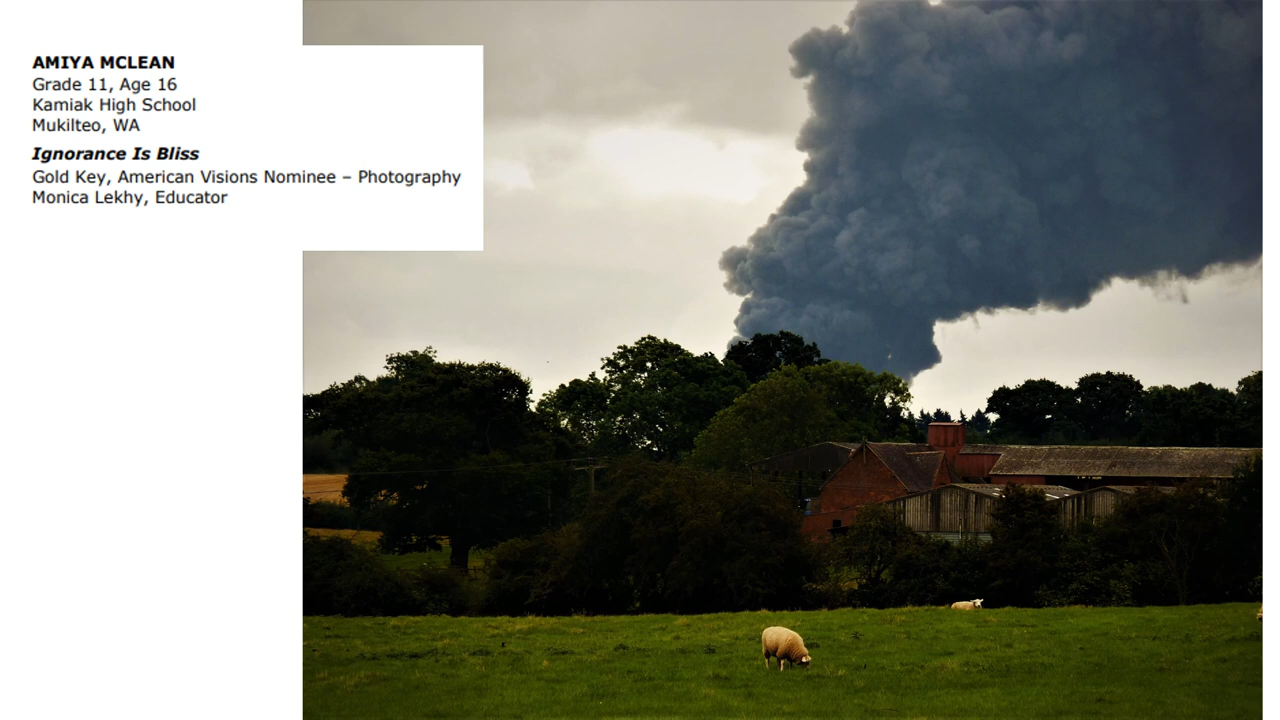 AMIYA MCLEAN
Grade 11, Age 16
Kamiak High School
Mukilteo, WA
Ignorance Is Bliss
Gold Key, American Visions Nominee – Photography
Monica Lekhy, Educator